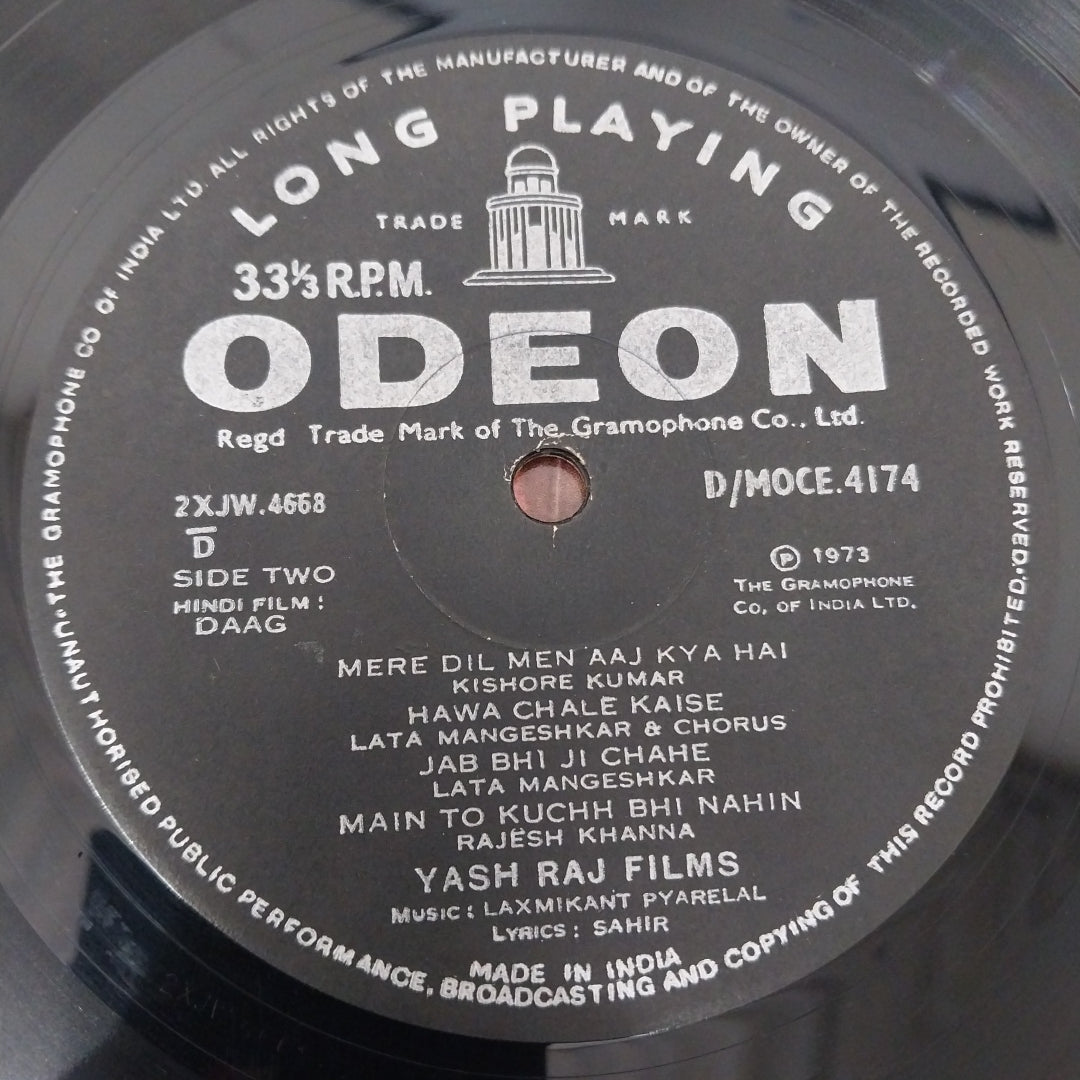 THE GRAMOPHONE CO OF INDIA LTD. ALL RIGHTS OF THE MANUFACTURER AND OF THE OWNER OF THE RECORDED WORK RESERVED.
UNAUTHORISED PUBLIC PERFORMANCE, BROADCASTING AND COPYING OF THIS RECORD PROHIBITED.
LONG PLAYING
TRADE MARK
33⅓ R.P.M.
ODEON
Regd Trade Mark of The Gramophone Co., Ltd.
2XJW.4668
D
SIDE TWO
HINDI FILM :
DAAG
D/MOCE.4174
℗ 1973
THE GRAMOPHONE
CO. OF INDIA LTD.
MERE DIL MEN AAJ KYA HAI
KISHORE KUMAR
HAWA CHALE KAISE
LATA MANGESHKAR & CHORUS
JAB BHI JI CHAHE
LATA MANGESHKAR
MAIN TO KUCHH BHI NAHIN
RAJESH KHANNA
YASH RAJ FILMS
MUSIC : LAXMIKANT PYARELAL
LYRICS : SAHIR
MADE IN INDIA